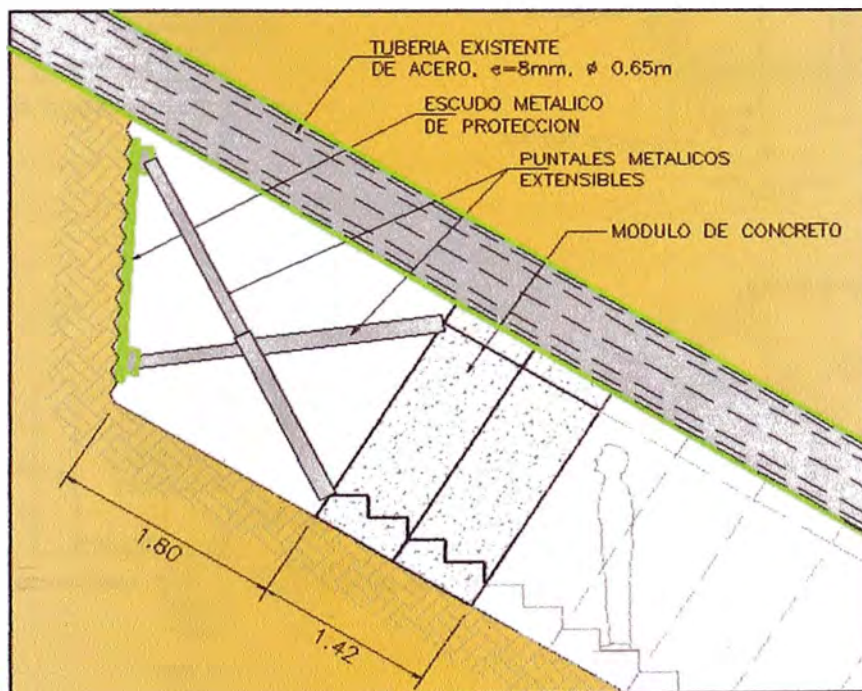 TUBERIA EXISTENTE
DE ACERO, e=8mm, φ 0.65m
ESCUDO METALICO
DE PROTECCION
PUNTALES METALICOS
EXTENSIBLES
MODULO DE CONCRETO
1.80
1.42